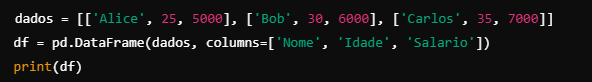 dados = [['Alice', 25, 5000], ['Bob', 30, 6000], ['Carlos', 35, 7000]]
df = pd.DataFrame(dados, columns=['Nome', 'Idade', 'Salario'])
print(df)